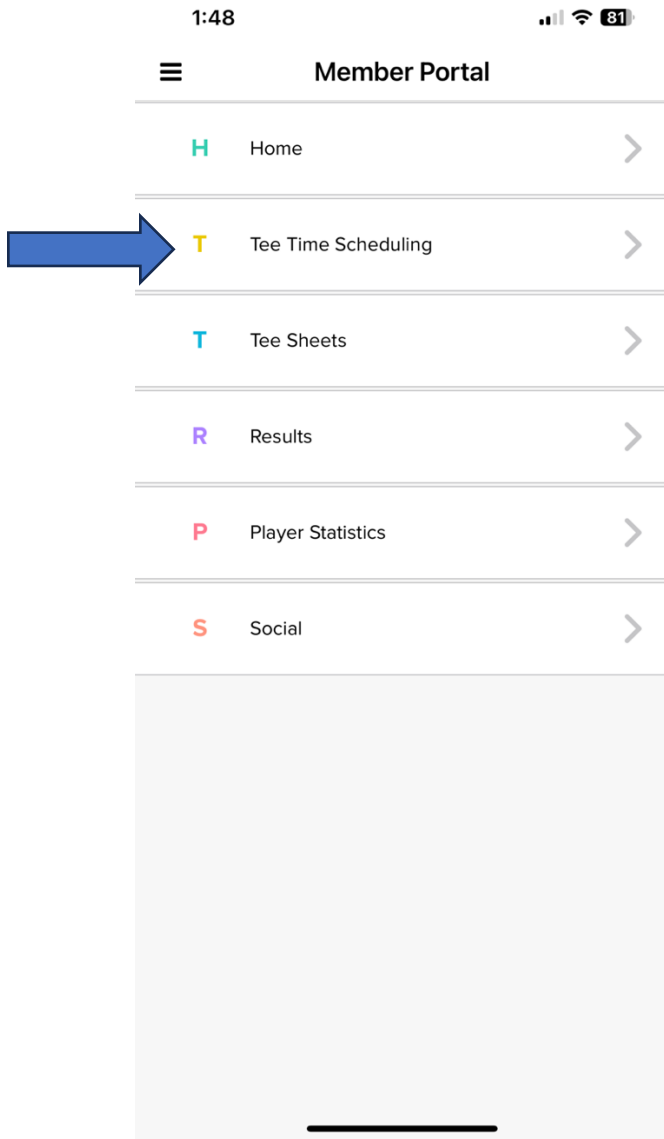 1:48 81
Member Portal
H Home
T Tee Time Scheduling
T Tee Sheets
R Results
P Player Statistics
S Social